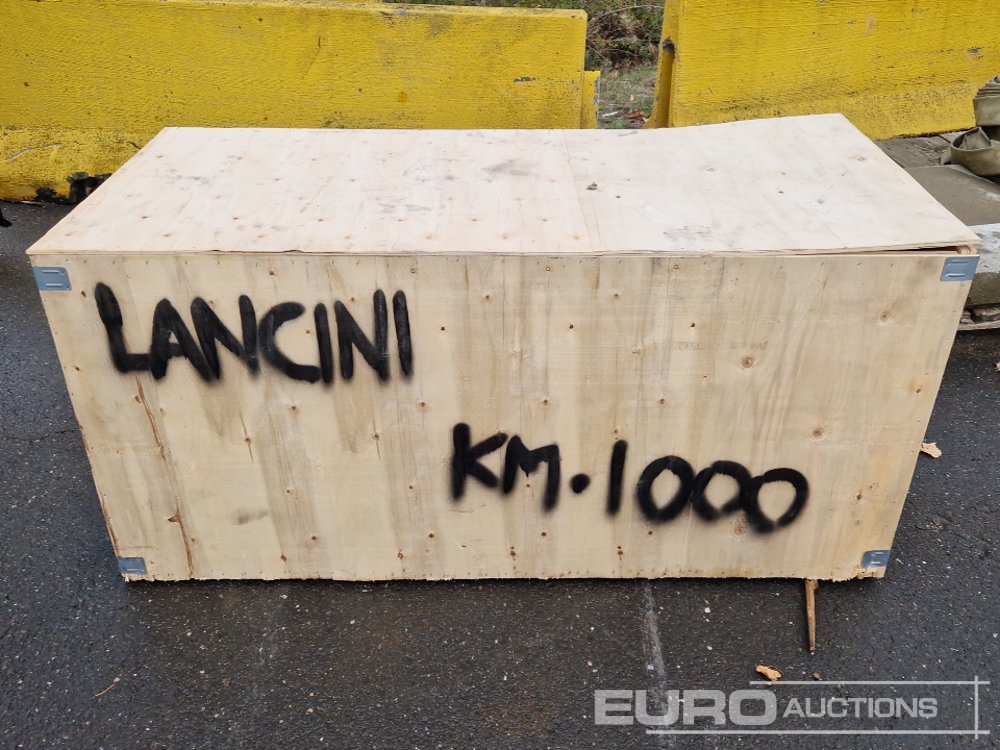 LANCINI
KM.1000
EURO AUCTIONS